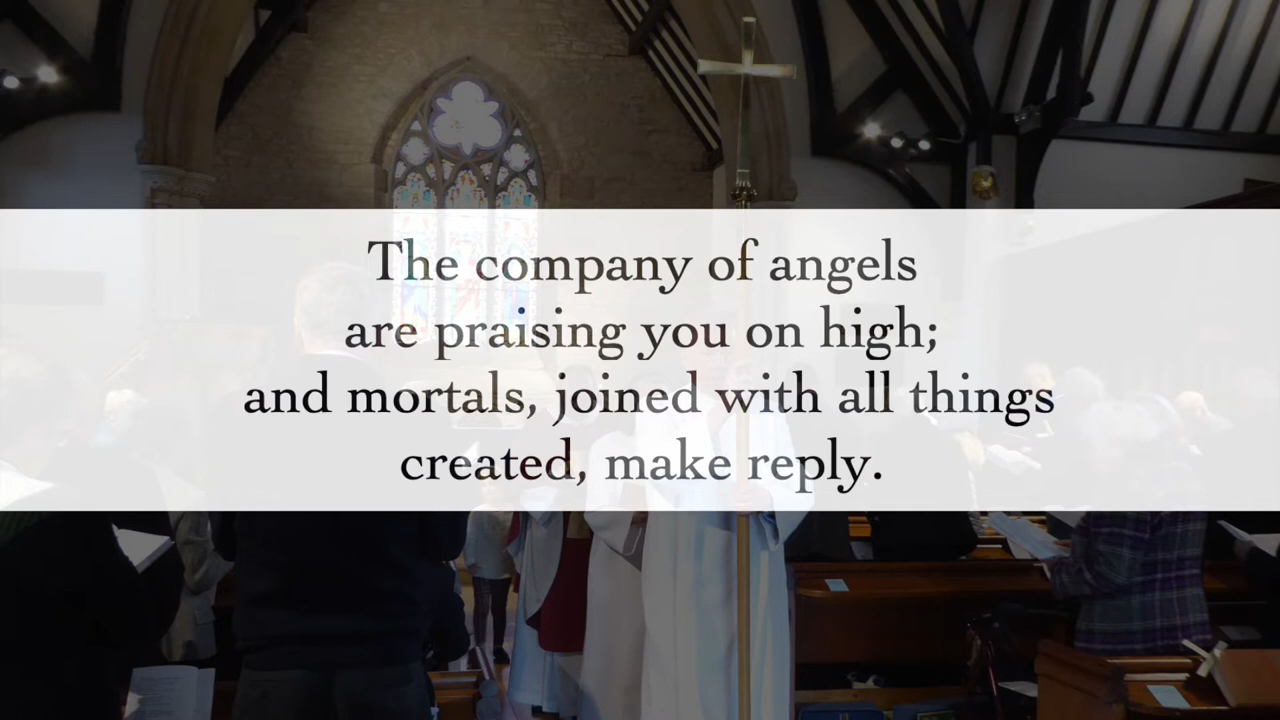 The company of angels
are praising you on high;
and mortals, joined with all things
created, make reply.